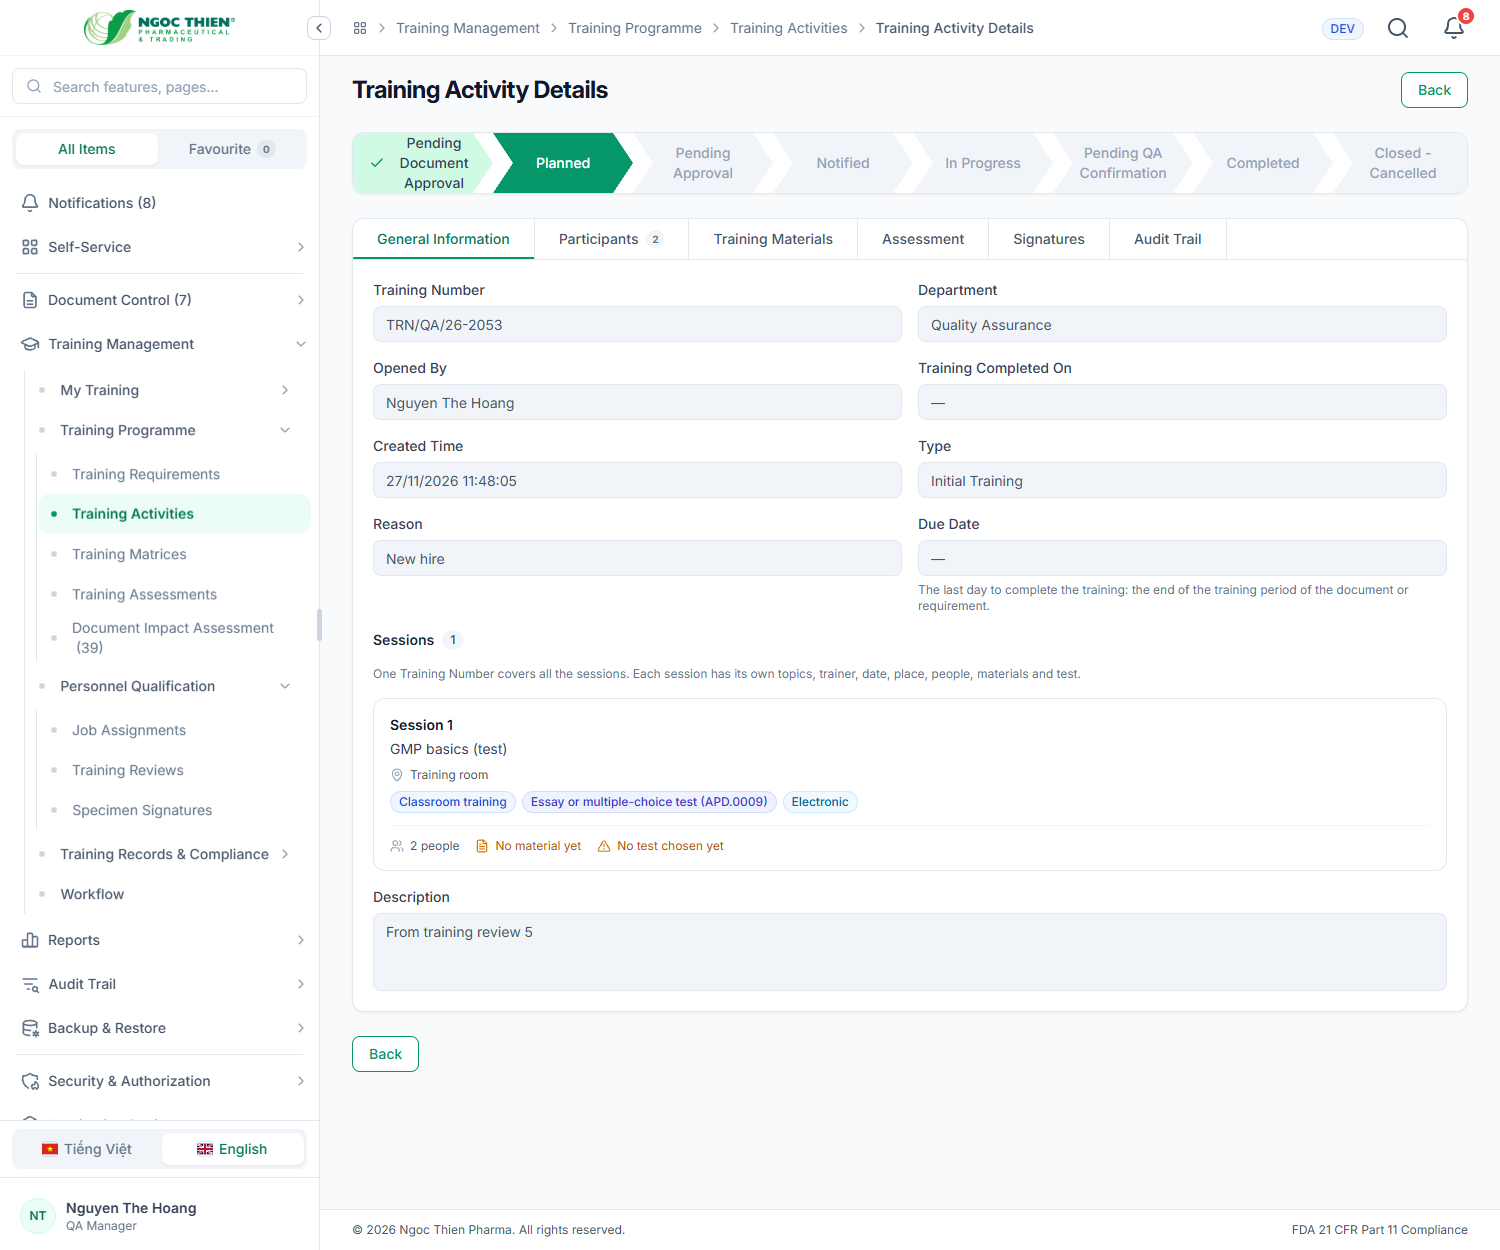 NGOC THIEN®
PHARMACEUTICAL
& TRADING
Search features, pages...
All Items
Favourite 0
Notifications (8)
Self-Service
Document Control (7)
Training Management
My Training
Training Programme
Training Requirements
Training Activities
Training Matrices
Training Assessments
Document Impact Assessment
(39)
Personnel Qualification
Job Assignments
Training Reviews
Specimen Signatures
Training Records & Compliance
Workflow
Reports
Audit Trail
Backup & Restore
Security & Authorization
Tiếng Việt
English
NT
Nguyen The Hoang
QA Manager
Training Management
Training Programme
Training Activities
Training Activity Details
DEV
8
Training Activity Details
Back
Pending
Document
Approval
Planned
Pending
Approval
Notified
In Progress
Pending QA
Confirmation
Completed
Closed -
Cancelled
General Information
Participants 2
Training Materials
Assessment
Signatures
Audit Trail
Training Number
TRN/QA/26-2053
Department
Quality Assurance
Opened By
Nguyen The Hoang
Training Completed On
—
Created Time
27/11/2026 11:48:05
Type
Initial Training
Reason
New hire
Due Date
—
The last day to complete the training: the end of the training period of the document or
requirement.
Sessions 1
One Training Number covers all the sessions. Each session has its own topics, trainer, date, place, people, materials and test.
Session 1
GMP basics (test)
Training room
Classroom training
Essay or multiple-choice test (APD.0009)
Electronic
2 people
No material yet
No test chosen yet
Description
From training review 5
Back
© 2026 Ngoc Thien Pharma. All rights reserved.
FDA 21 CFR Part 11 Compliance